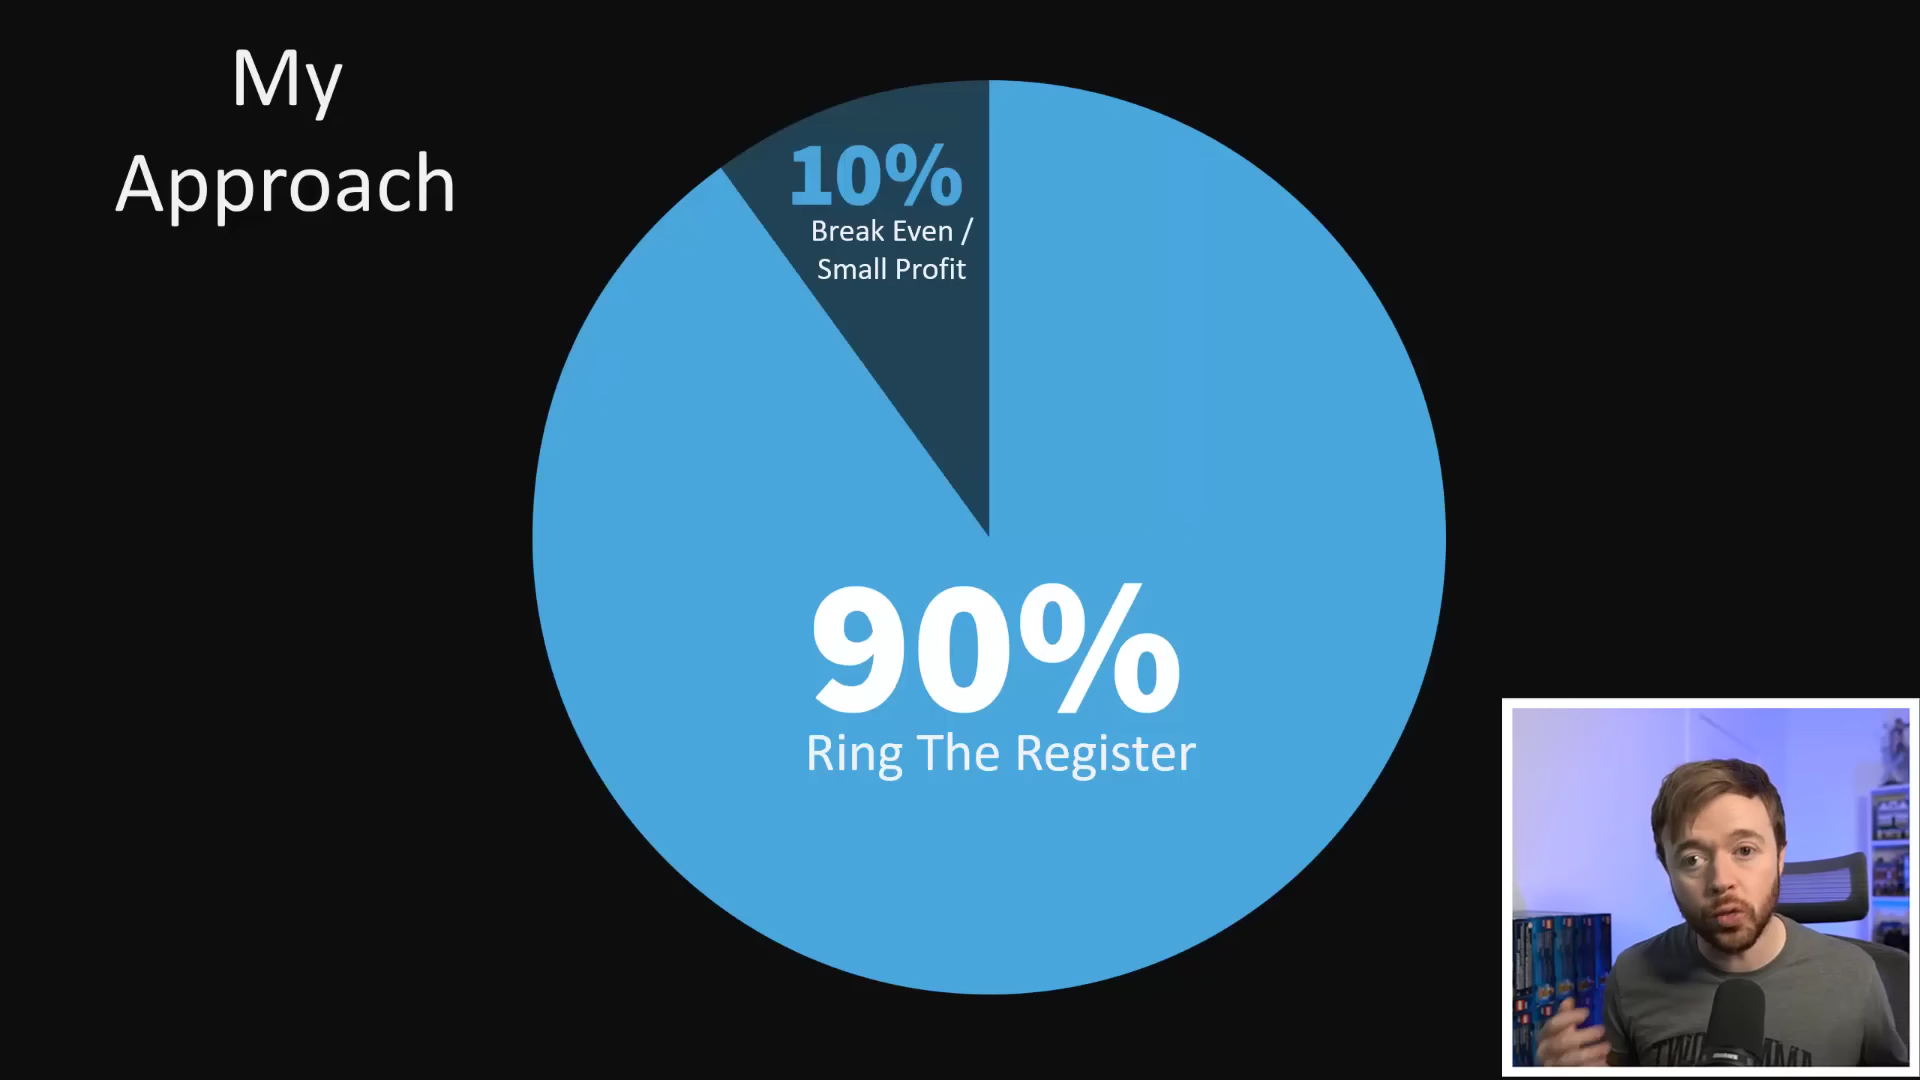 My
Approach
10%
Break Even /
Small Profit
90%
Ring The Register